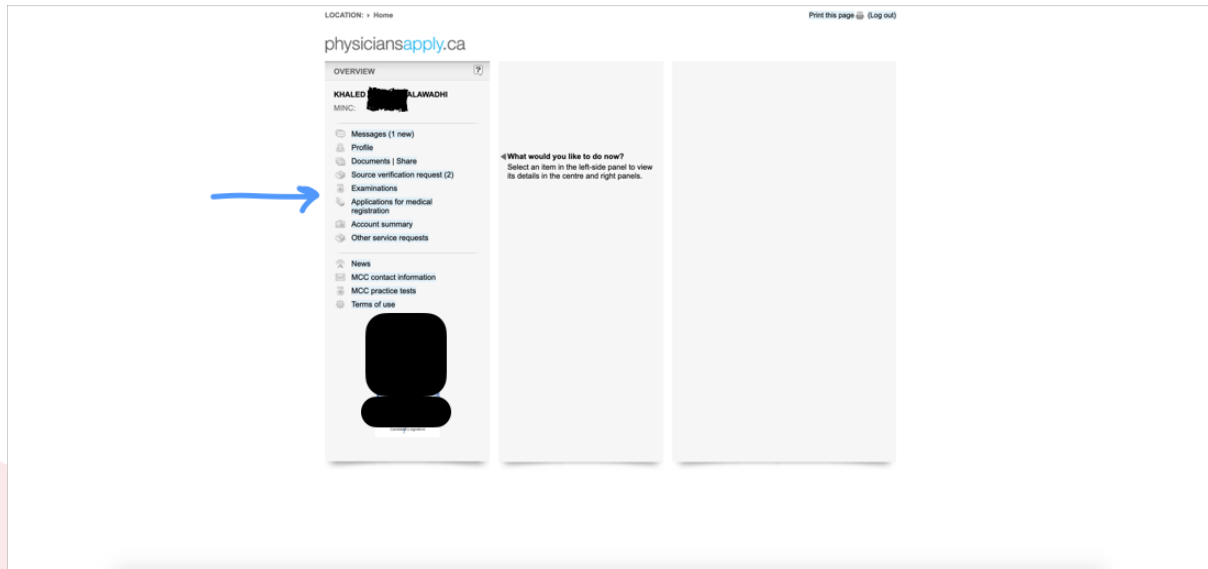 LOCATION: › Home
Print this page (Log out)
physiciansapply.ca
OVERVIEW
?
KHALED ALAWADHI
MINC:
Messages (1 new)
Profile
Documents | Share
Source verification request (2)
Examinations
Applications for medical
registration
Account summary
Other service requests
News
MCC contact information
MCC practice tests
Terms of use
What would you like to do now?
Select an item in the left-side panel to view
its details in the centre and right panels.